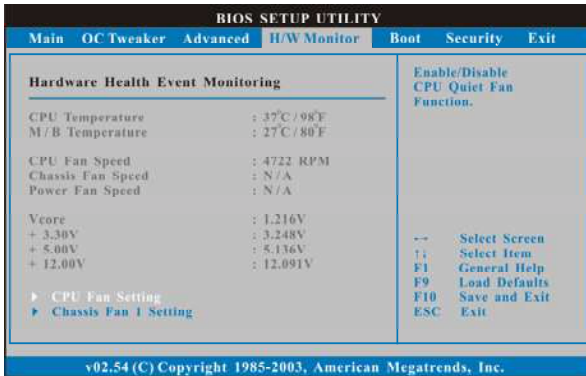 BIOS SETUP UTILITY
Main OC Tweaker Advanced H/W Monitor Boot Security Exit
Hardware Health Event Monitoring
CPU Temperature : 37°C / 98°F
M / B Temperature : 27°C / 80°F
CPU Fan Speed : 4722 RPM
Chassis Fan Speed : N / A
Power Fan Speed : N / A
Vcore : 1.216V
+ 3.30V : 3.248V
+ 5.00V : 5.136V
+ 12.00V : 12.091V
CPU Fan Setting
Chassis Fan 1 Setting
Enable/Disable
CPU Quiet Fan
Function.
←→ Select Screen
↑↓ Select Item
F1 General Help
F9 Load Defaults
F10 Save and Exit
ESC Exit
v02.54 (C) Copyright 1985-2003, American Megatrends, Inc.